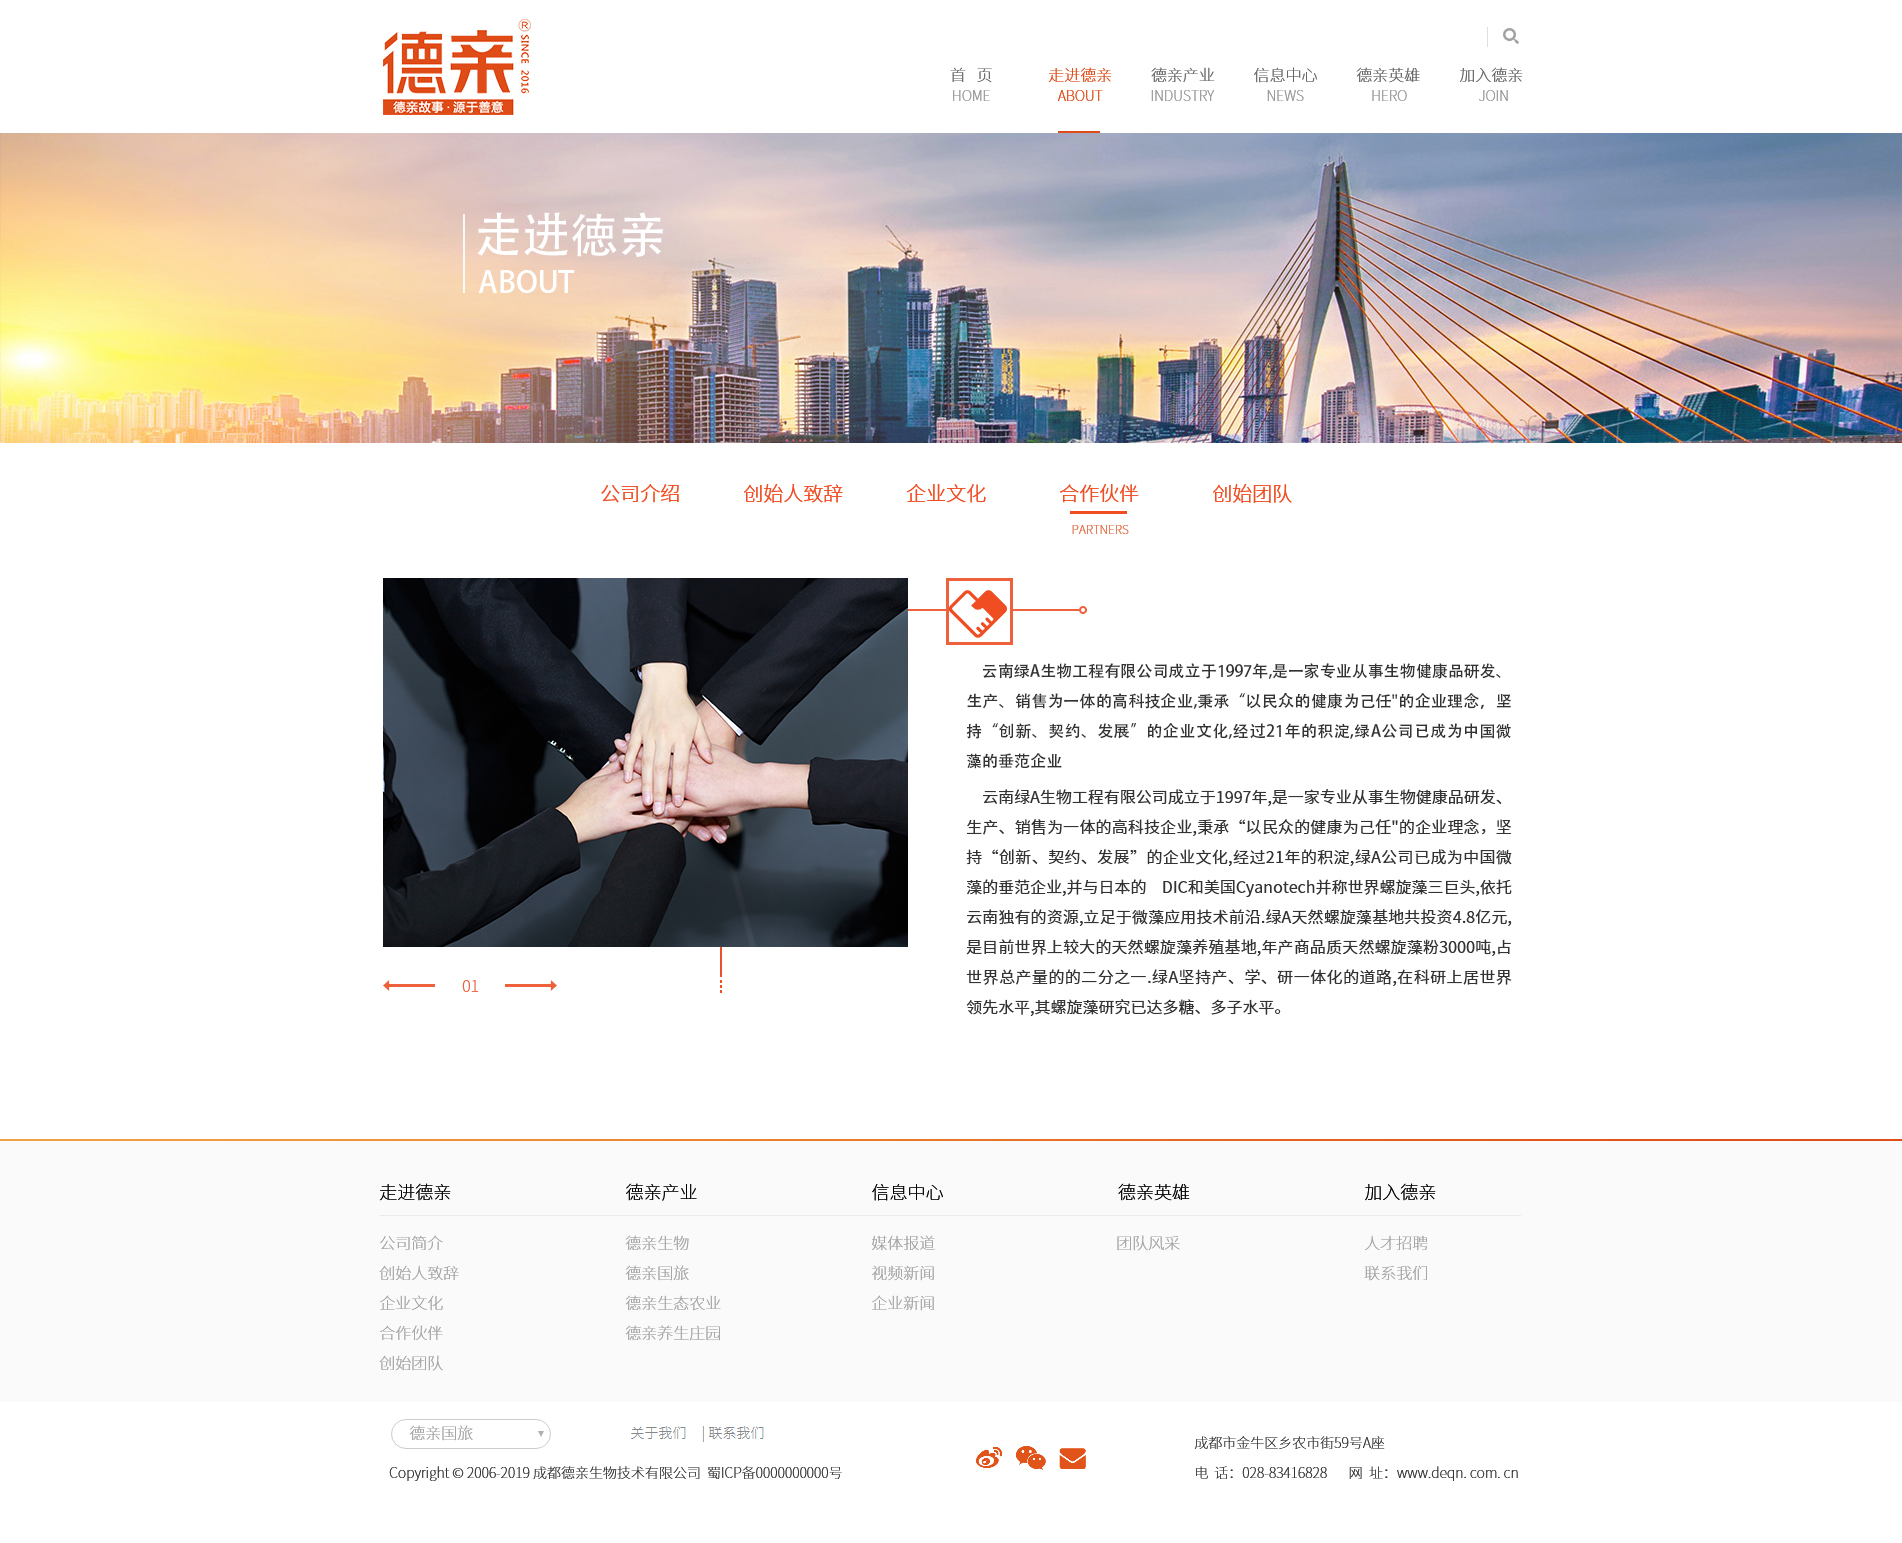 德亲
®
SINCE 2016
德亲故事·源于善意
首 页
HOME
走进德亲
ABOUT
德亲产业
INDUSTRY
信息中心
NEWS
德亲英雄
HERO
加入德亲
JOIN
走进德亲
ABOUT
公司介绍
创始人致辞
企业文化
合作伙伴
创始团队
PARTNERS
云南绿A生物工程有限公司成立于1997年,是一家专业从事生物健康品研发、
生产、销售为一体的高科技企业,秉承“以民众的健康为己任"的企业理念，坚
持“创新、契约、发展”的企业文化,经过21年的积淀,绿A公司已成为中国微
藻的垂范企业
云南绿A生物工程有限公司成立于1997年,是一家专业从事生物健康品研发、
生产、销售为一体的高科技企业,秉承“以民众的健康为己任"的企业理念，坚
持“创新、契约、发展”的企业文化,经过21年的积淀,绿A公司已成为中国微
藻的垂范企业,并与日本的 DIC和美国Cyanotech并称世界螺旋藻三巨头,依托
云南独有的资源,立足于微藻应用技术前沿.绿A天然螺旋藻基地共投资4.8亿元,
是目前世界上较大的天然螺旋藻养殖基地,年产商品质天然螺旋藻粉3000吨,占
世界总产量的的二分之一.绿A坚持产、学、研一体化的道路,在科研上居世界
领先水平,其螺旋藻研究已达多糖、多子水平。
01
走进德亲
德亲产业
信息中心
德亲英雄
加入德亲
公司简介
德亲生物
媒体报道
团队风采
人才招聘
创始人致辞
德亲国旅
视频新闻
联系我们
企业文化
德亲生态农业
企业新闻
合作伙伴
德亲养生庄园
创始团队
德亲国旅
关于我们 | 联系我们
成都市金牛区乡农市街59号A座
Copyright © 2006-2019 成都德亲生物技术有限公司 蜀ICP备0000000000号
电 话：028-83416828 网 址：www.deqn.com.cn